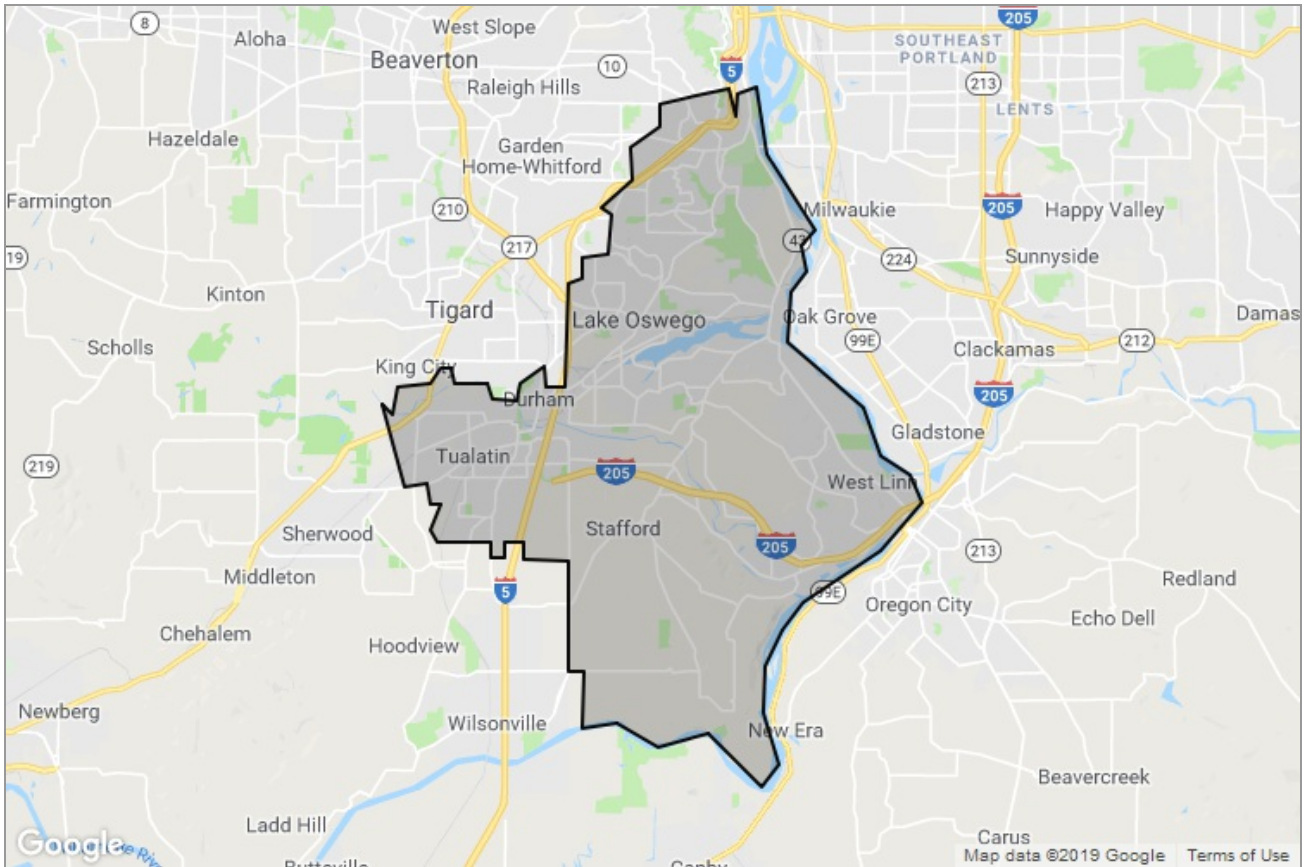 8
Aloha
West Slope
Beaverton
10
5
205
SOUTHEAST
PORTLAND
213
Raleigh Hills
LENTS
Hazeldale
Garden
Home-Whitford
Farmington
210
Milwaukie
205
Happy Valley
217
43
224
Sunnyside
19
Kinton
Tigard
Lake Oswego
Oak Grove
Damas
Scholls
99E
212
Clackamas
King City
Durham
205
Gladstone
Tualatin
219
205
West Linn
Sherwood
Stafford
205
213
Middleton
5
99E
Redland
Oregon City
Echo Dell
Chehalem
Hoodview
Newberg
Wilsonville
New Era
Beavercreek
Ladd Hill
Carus
Google
Map data ©2019 Google
Terms of Use